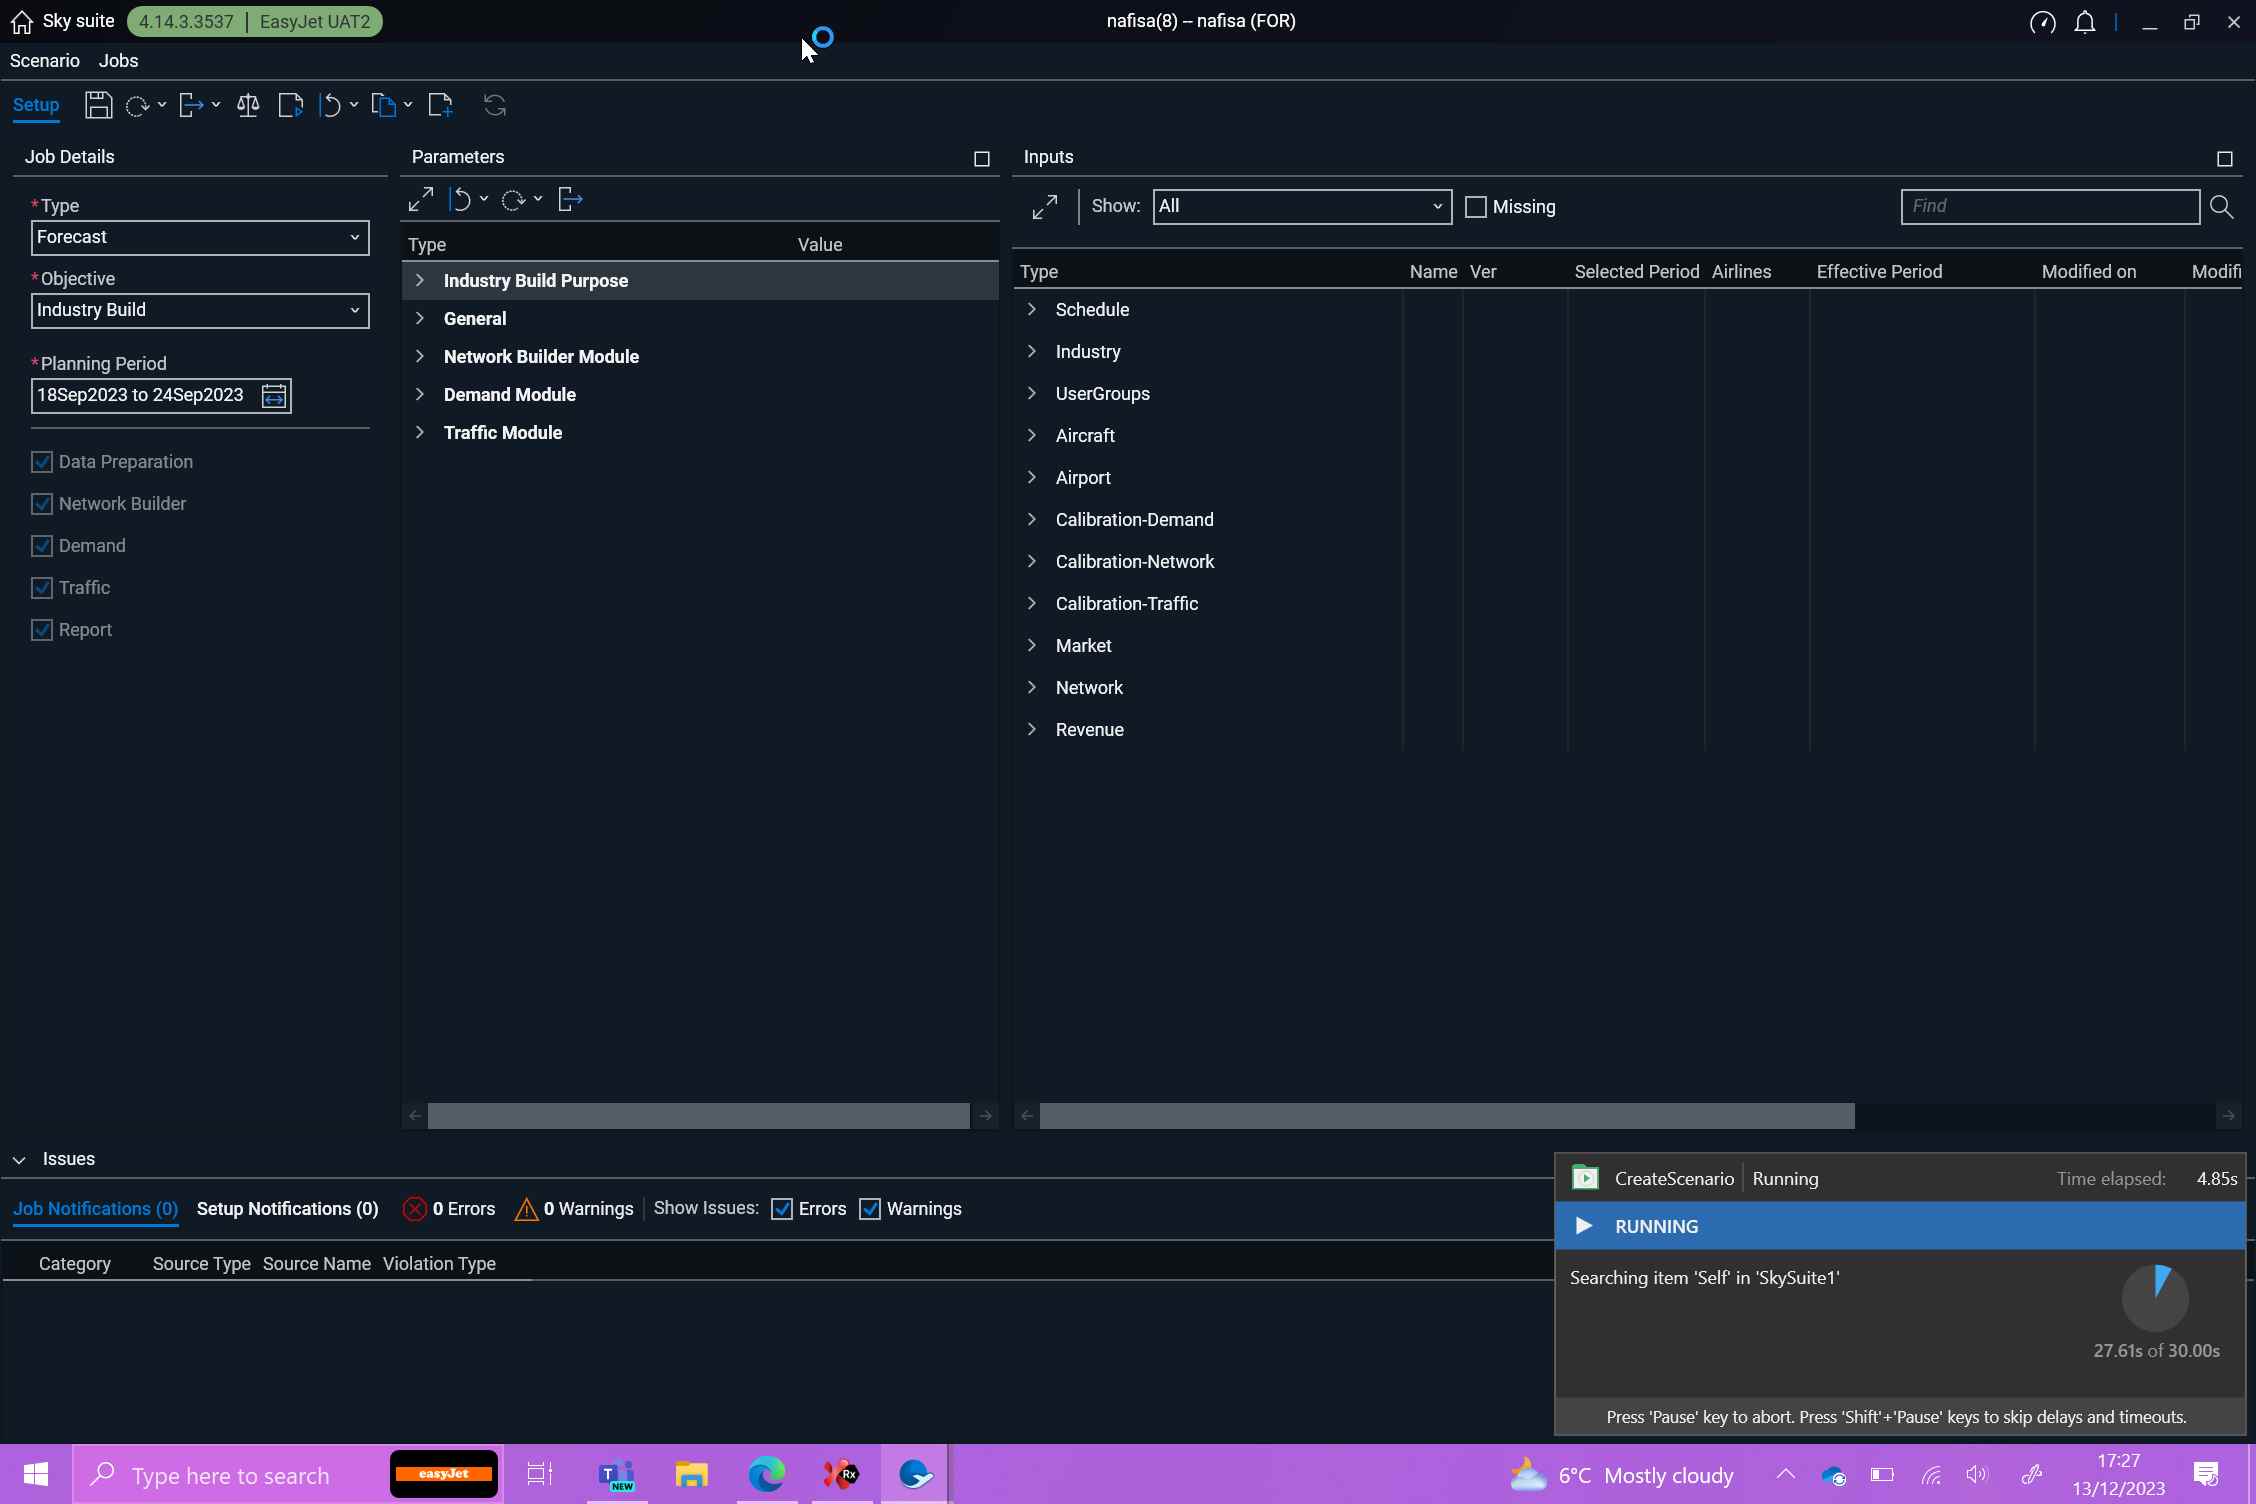 Sky suite 4.14.3.3537 | EasyJet UAT2 nafisa(8) – nafisa (FOR)
Scenario Jobs
Setup
Job Details
*Type
Forecast
*Objective
Industry Build
*Planning Period
18Sep2023 to 24Sep2023
Data Preparation
Network Builder
Demand
Traffic
Report
Parameters
Type Value
Industry Build Purpose
General
Network Builder Module
Demand Module
Traffic Module
Inputs
Show: All Missing Find
Type Name Ver Selected Period Airlines Effective Period Modified on Modifi
Schedule
Industry
UserGroups
Aircraft
Airport
Calibration-Demand
Calibration-Network
Calibration-Traffic
Market
Network
Revenue
Issues
Job Notifications (0) Setup Notifications (0) 0 Errors 0 Warnings Show Issues: Errors Warnings
Category Source Type Source Name Violation Type
CreateScenario Running Time elapsed: 4.85s
RUNNING
Searching item 'Self' in 'SkySuite1'
27.61s of 30.00s
Press 'Pause' key to abort. Press 'Shift'+'Pause' keys to skip delays and timeouts.
Type here to search easyJet T NEW Rx 6°C Mostly cloudy 17:27
13/12/2023